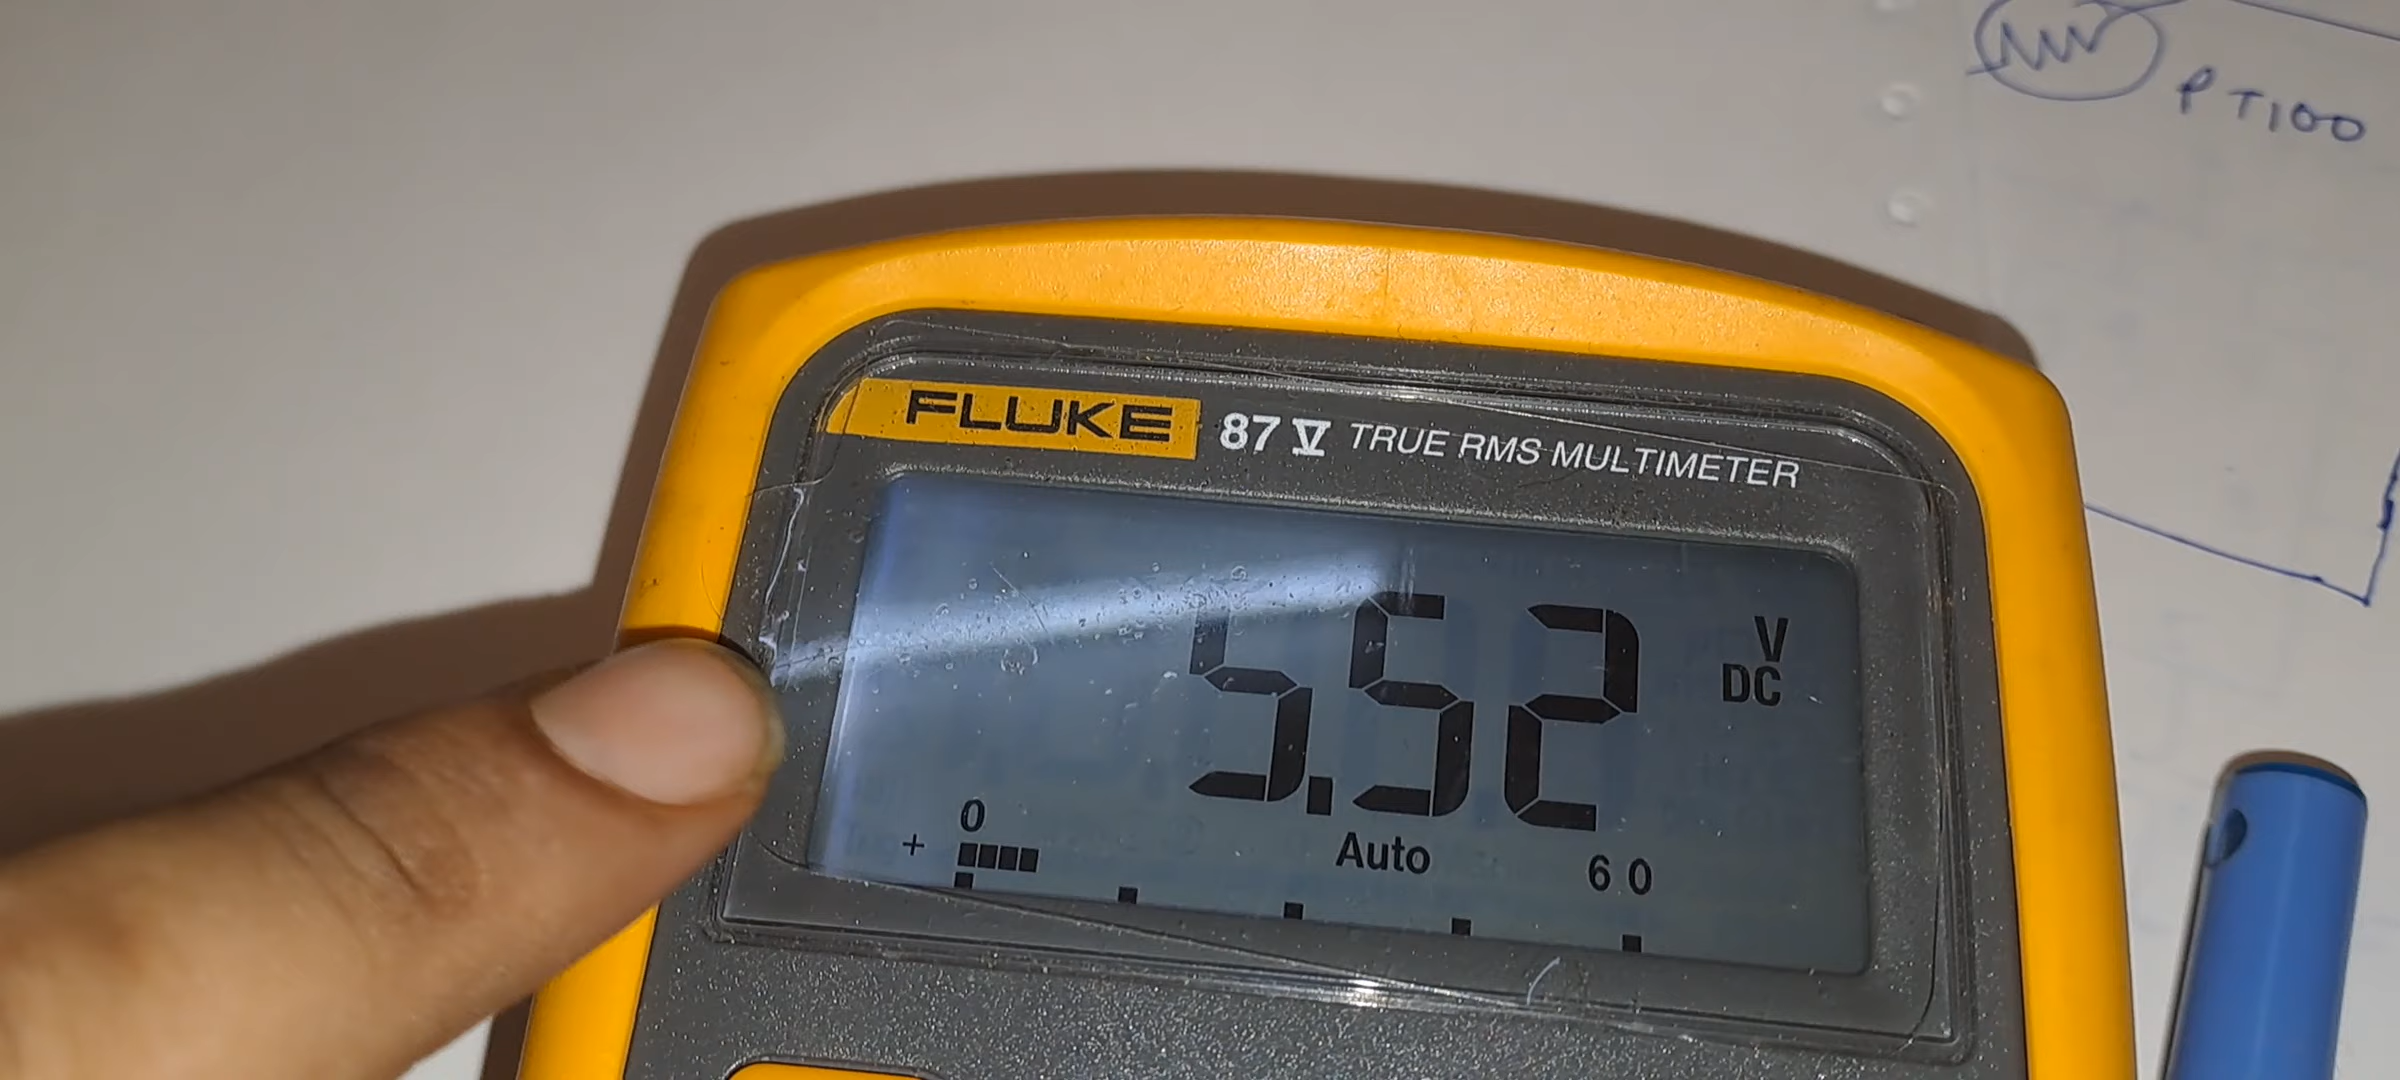 PT100
FLUKE 87 V TRUE RMS MULTIMETER
5.52 V DC
0 Auto 60
+